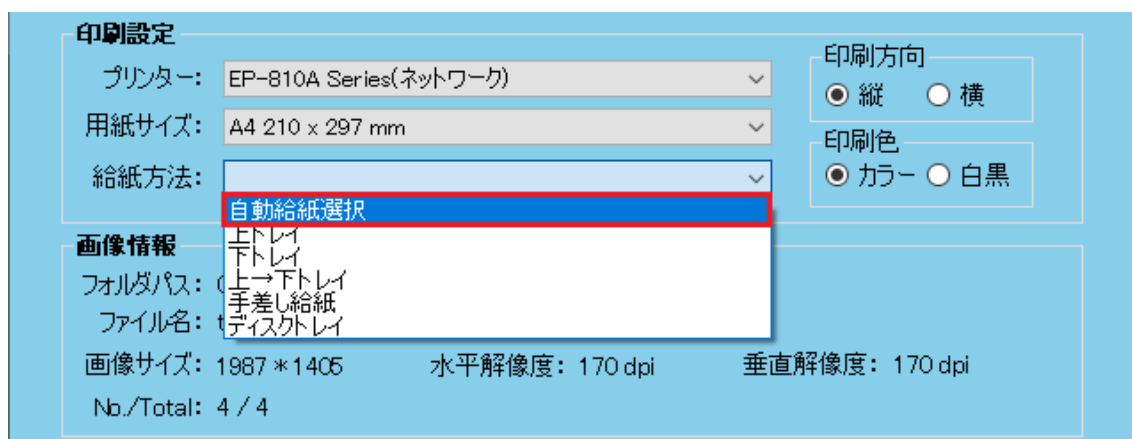 印刷設定
プリンター: EP-810A Series(ネットワーク)
用紙サイズ: A4 210 x 297 mm
給紙方法:
自動給紙選択
上トレイ
下トレイ
上→下トレイ
手差し給紙
ディスクトレイ
印刷方向
縦 横
印刷色
カラー 白黒
画像情報
フォルダパス:
ファイル名:
画像サイズ: 1987*1405 水平解像度: 170 dpi 垂直解像度: 170 dpi
No./Total: 4 / 4